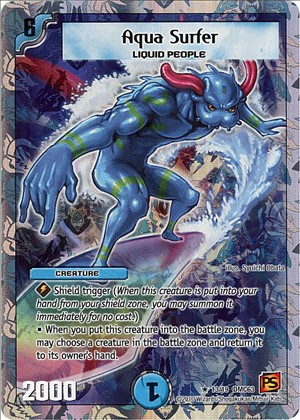 6
Aqua Surfer
LIQUID PEOPLE
illus. Syuichi Obata
CREATURE
Shield trigger (When this creature is put into your
hand from your shield zone, you may summon it
immediately for no cost.)
▶ When you put this creature into the battle zone, you
may choose a creature in the battle zone and return it
to its owner's hand.
2000
1
PS